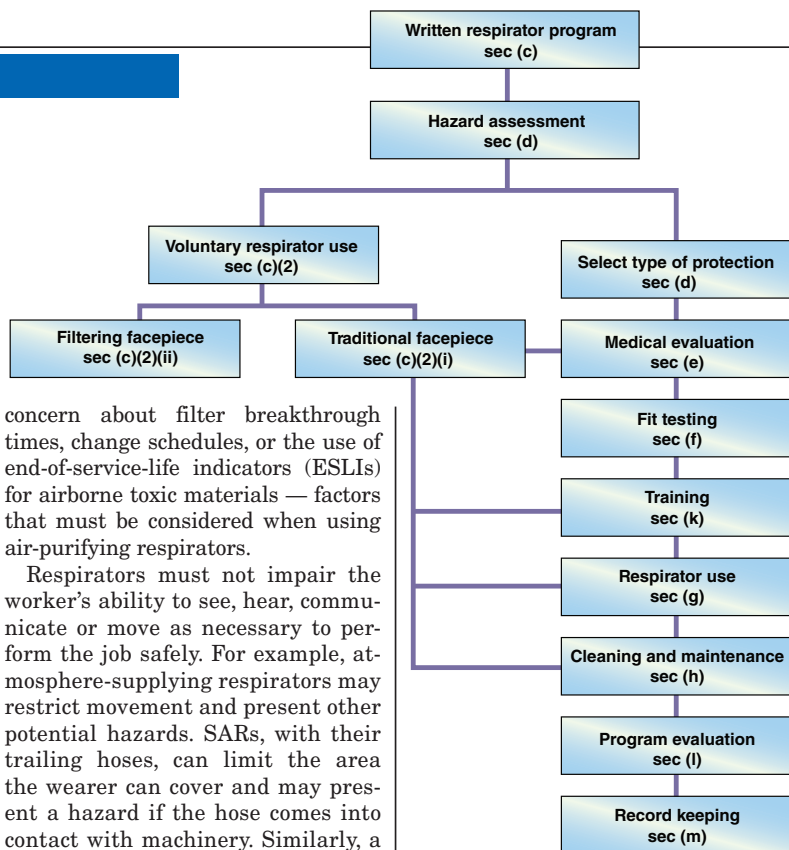 Written respirator program
sec (c)
Hazard assessment
sec (d)
Voluntary respirator use
sec (c)(2)
Select type of protection
sec (d)
Filtering facepiece
sec (c)(2)(ii)
Traditional facepiece
sec (c)(2)(i)
Medical evaluation
sec (e)
Fit testing
sec (f)
Training
sec (k)
Respirator use
sec (g)
Cleaning and maintenance
sec (h)
Program evaluation
sec (l)
Record keeping
sec (m)
concern about filter breakthrough
times, change schedules, or the use of
end-of-service-life indicators (ESLIs)
for airborne toxic materials — factors
that must be considered when using
air-purifying respirators.
Respirators must not impair the
worker's ability to see, hear, commu-
nicate or move as necessary to per-
form the job safely. For example, at-
mosphere-supplying respirators may
restrict movement and present other
potential hazards. SARs, with their
trailing hoses, can limit the area
the wearer can cover and may pres-
ent a hazard if the hose comes into
contact with machinery. Similarly, a